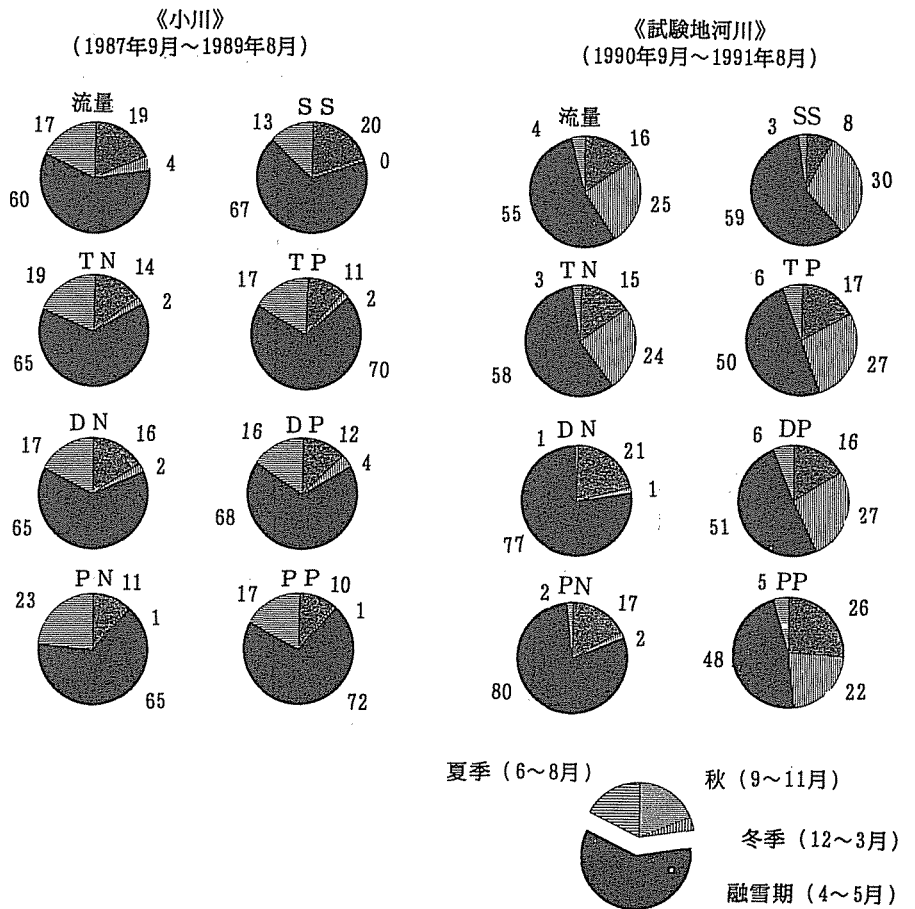 《小川》
(1987年9月～1989年8月)
流量
17 19 4 60
SS
13 20 0 67
TN
19 14 2 65
TP
17 11 2 70
DN
17 16 2 65
DP
16 12 4 68
PN
23 11 1 65
PP
17 10 1 72
《試験地河川》
(1990年9月～1991年8月)
流量
4 16 25 55
SS
3 8 30 59
TN
3 15 24 58
TP
6 17 27 50
DN
1 21 1 77
DP
6 16 27 51
PN
2 17 2 80
PP
5 26 22 48
夏季 (6～8月)
秋 (9～11月)
冬季 (12～3月)
融雪期 (4～5月)